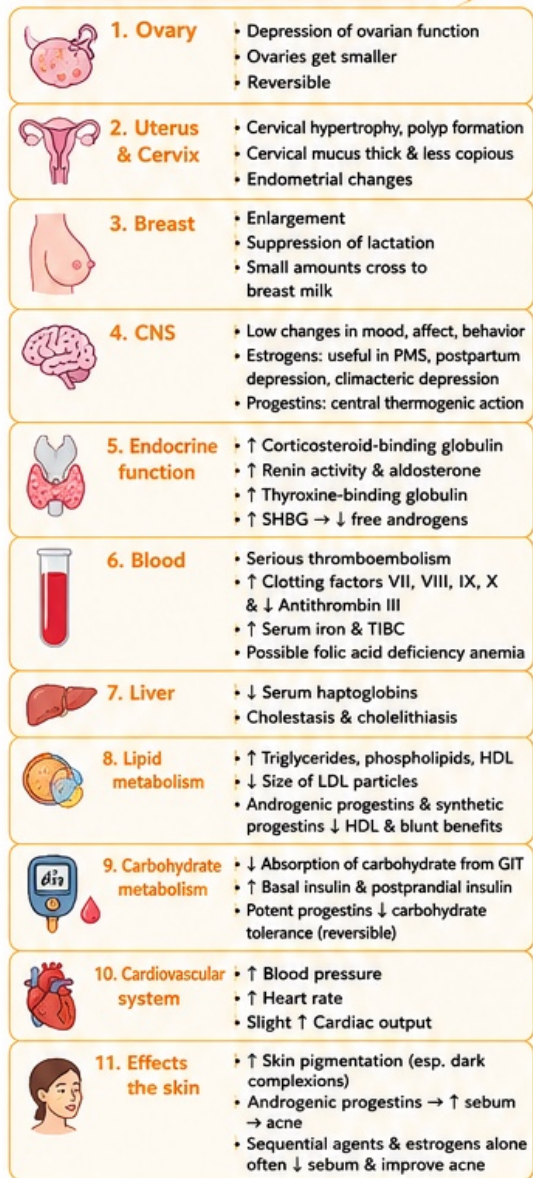 1. Ovary
• Depression of ovarian function
• Ovaries get smaller
• Reversible
2. Uterus
& Cervix
• Cervical hypertrophy, polyp formation
• Cervical mucus thick & less copious
• Endometrial changes
3. Breast
• Enlargement
• Suppression of lactation
• Small amounts cross to
breast milk
4. CNS
• Low changes in mood, affect, behavior
• Estrogens: useful in PMS, postpartum
depression, climacteric depression
• Progestins: central thermogenic action
5. Endocrine
function
• ↑ Corticosteroid-binding globulin
• ↑ Renin activity & aldosterone
• ↑ Thyroxine-binding globulin
• ↑ SHBG → ↓ free androgens
6. Blood
• Serious thromboembolism
• ↑ Clotting factors VII, VIII, IX, X
& ↓ Antithrombin III
• ↑ Serum iron & TIBC
• Possible folic acid deficiency anemia
7. Liver
• ↓ Serum haptoglobins
• Cholestasis & cholelithiasis
8. Lipid
metabolism
• ↑ Triglycerides, phospholipids, HDL
• ↓ Size of LDL particles
• Androgenic progestins & synthetic
progestins ↓ HDL & blunt benefits
9. Carbohydrate
metabolism
• ↓ Absorption of carbohydrate from GIT
• ↑ Basal insulin & postprandial insulin
• Potent progestins ↓ carbohydrate
tolerance (reversible)
10. Cardiovascular
system
• ↑ Blood pressure
• ↑ Heart rate
• Slight ↑ Cardiac output
11. Effects
the skin
• ↑ Skin pigmentation (esp. dark
complexions)
• Androgenic progestins → ↑ sebum
→ acne
• Sequential agents & estrogens alone
often ↓ sebum & improve acne